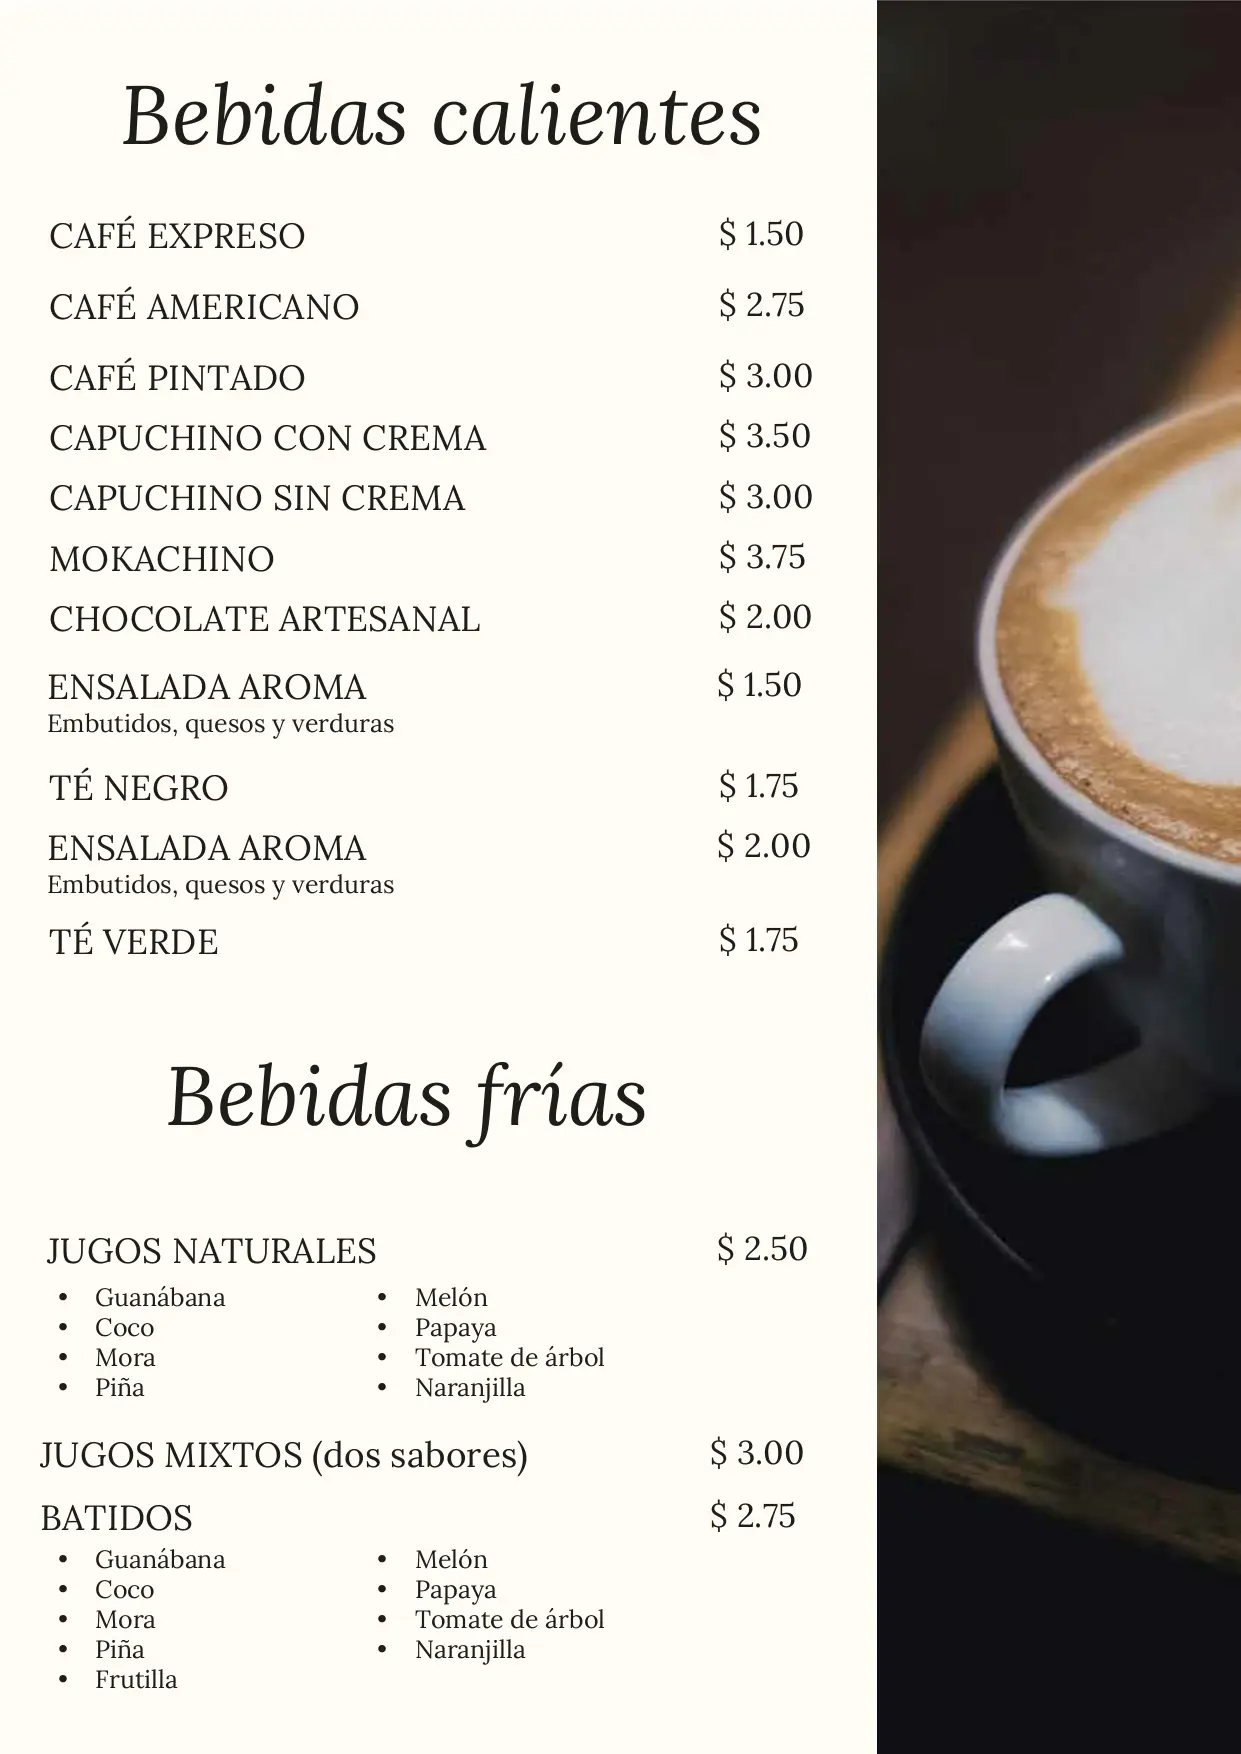 Bebidas calientes
CAFÉ EXPRESO $ 1.50
CAFÉ AMERICANO $ 2.75
CAFÉ PINTADO $ 3.00
CAPUCHINO CON CREMA $ 3.50
CAPUCHINO SIN CREMA $ 3.00
MOKACHINO $ 3.75
CHOCOLATE ARTESANAL $ 2.00
ENSALADA AROMA $ 1.50
Embutidos, quesos y verduras
TÉ NEGRO $ 1.75
ENSALADA AROMA $ 2.00
Embutidos, quesos y verduras
TÉ VERDE $ 1.75
Bebidas frías
JUGOS NATURALES $ 2.50
• Guanábana • Melón
• Coco • Papaya
• Mora • Tomate de árbol
• Piña • Naranjilla
JUGOS MIXTOS (dos sabores) $ 3.00
BATIDOS $ 2.75
• Guanábana • Melón
• Coco • Papaya
• Mora • Tomate de árbol
• Piña • Naranjilla
• Frutilla